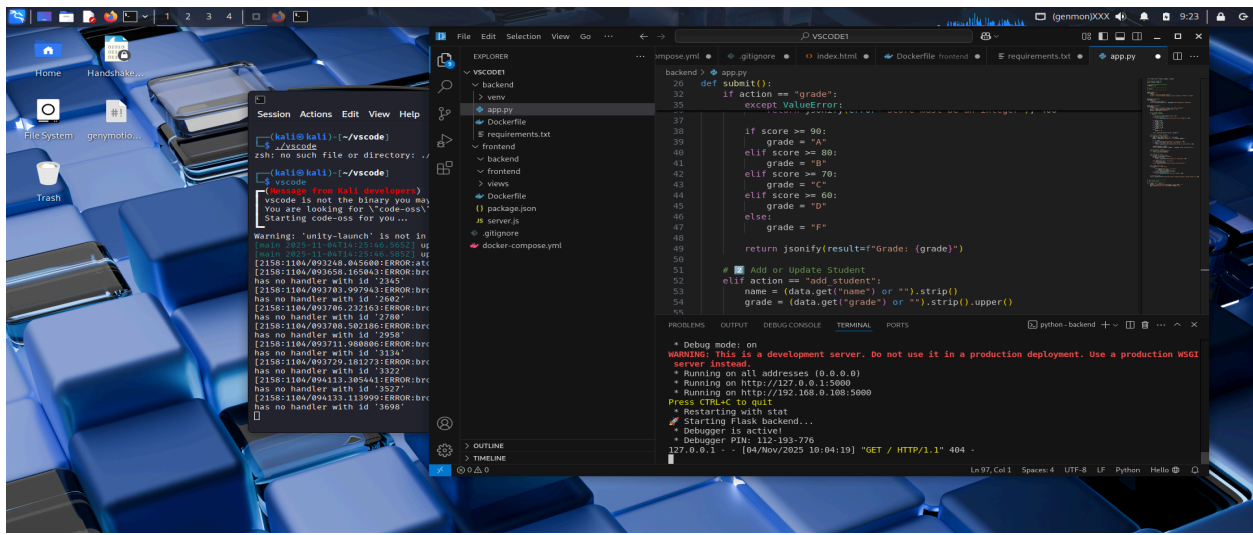 1 2 3 4
(genmon)XXX 9:23
Home
Handshake...
File System
genymotio...
Trash
Session Actions Edit View Help
(kali㉿kali)-[~/vscode]
$ ./vscode
zsh: no such file or directory: ./
(kali㉿kali)-[~/vscode]
$ vscode
(Message from Kali developers)
vscode is not the binary you may
You are looking for \"code-oss\"
Starting code-oss for you ...
Warning: 'unity-launch' is not in
[main 2025-11-04T14:25:46.565Z] up
[main 2025-11-04T14:25:46.585Z] up
[2158:1104/093248.045600:ERROR:ato
[2158:1104/093658.165043:ERROR:bro
has no handler with id '2345'
[2158:1104/093703.997943:ERROR:bro
has no handler with id '2602'
[2158:1104/093706.232163:ERROR:bro
has no handler with id '2780'
[2158:1104/093708.502186:ERROR:bro
has no handler with id '2958'
[2158:1104/093711.980806:ERROR:bro
has no handler with id '3134'
[2158:1104/093729.181273:ERROR:bro
has no handler with id '3322'
[2158:1104/094113.305441:ERROR:bro
has no handler with id '3527'
[2158:1104/094133.113999:ERROR:bro
has no handler with id '3698'
File Edit Selection View Go ... VSCODE1
EXPLORER ...
VSCODE1
backend
venv
app.py
Dockerfile
requirements.txt
frontend
backend
frontend
views
Dockerfile
{} package.json
JS server.js
.gitignore
docker-compose.yml
OUTLINE
TIMELINE
ompose.yml .gitignore index.html Dockerfile frontend requirements.txt app.py
backend > app.py
26 def submit():
32 if action == "grade":
35 except ValueError:
37
38 if score >= 90:
39 grade = "A"
40 elif score >= 80:
41 grade = "B"
42 elif score >= 70:
43 grade = "C"
44 elif score >= 60:
45 grade = "D"
46 else:
47 grade = "F"
48
49 return jsonify(result=f"Grade: {grade}")
50
51 # 2️⃣ Add or Update Student
52 elif action == "add_student":
53 name = (data.get("name") or "").strip()
54 grade = (data.get("grade") or "").strip().upper()
55
PROBLEMS OUTPUT DEBUG CONSOLE TERMINAL PORTS python - backend
* Debug mode: on
WARNING: This is a development server. Do not use it in a production deployment. Use a production WSGI
server instead.
* Running on all addresses (0.0.0.0)
* Running on http://127.0.0.1:5000
* Running on http://192.168.0.108:5000
Press CTRL+C to quit
* Restarting with stat
🚀 Starting Flask backend...
* Debugger is active!
* Debugger PIN: 112-193-776
127.0.0.1 - - [04/Nov/2025 10:04:19] "GET / HTTP/1.1" 404 -
0 0 Ln 97, Col 1 Spaces: 4 UTF-8 LF Python Hello